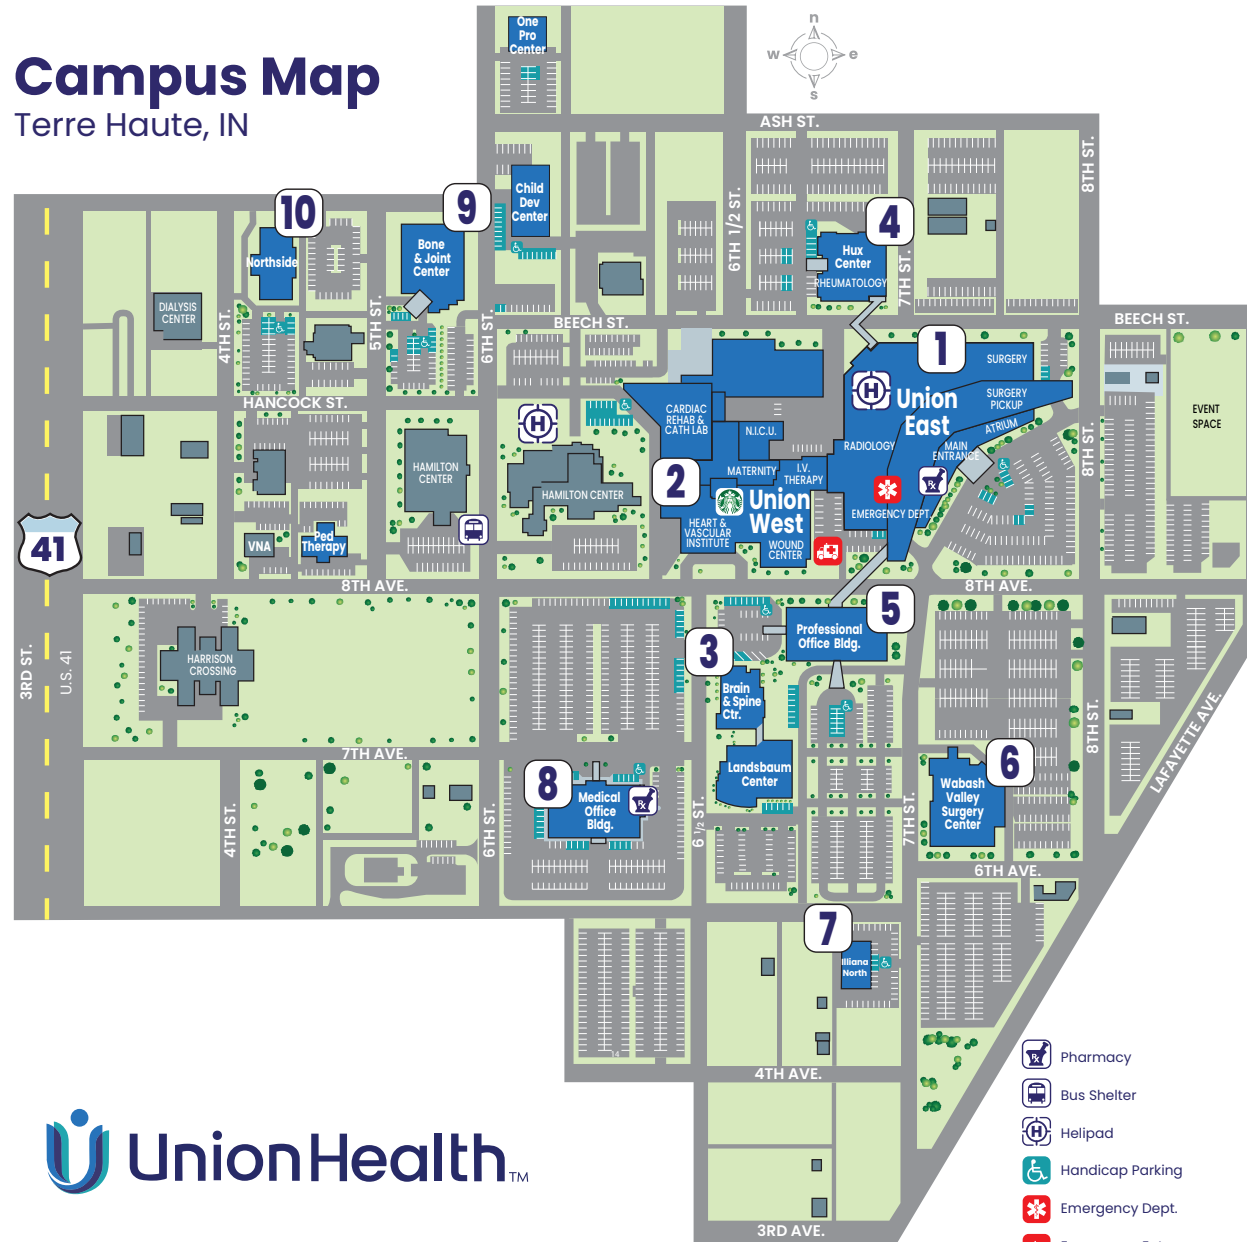 Campus Map
Terre Haute, IN
n
w
e
s
One
Pro
Center
ASH ST.
8TH ST.
Child
Dev
Center
6TH 1/2 ST.
10
9
4
Northside
Bone
& Joint
Center
Hux
Center
RHEUMATOLOGY
7TH ST.
DIALYSIS
CENTER
4TH ST.
5TH ST.
6TH ST.
BEECH ST.
BEECH ST.
1
SURGERY
H
Union
East
SURGERY
PICKUP
ATRIUM
HANCOCK ST.
H
CARDIAC
REHAB &
CATH LAB
N.I.C.U.
RADIOLOGY
MAIN
ENTRANCE
8TH ST.
EVENT
SPACE
HAMILTON
CENTER
HAMILTON CENTER
2
MATERNITY
I.V.
THERAPY
Rx
Union
West
EMERGENCY DEPT.
HEART &
VASCULAR
INSTITUTE
WOUND
CENTER
41
VNA
Ped
Therapy
8TH AVE.
8TH AVE.
5
Professional
Office Bldg.
3
HARRISON
CROSSING
3RD ST.
U.S. 41
Brain
& Spine
Ctr.
8TH ST.
LAFAYETTE AVE.
7TH AVE.
Landsbaum
Center
6
Wabash
Valley
Surgery
Center
8
Medical
Office
Bldg.
Rx
4TH ST.
6TH ST.
6 1/2 ST.
7TH ST.
6TH AVE.
7
Illiana
North
14
4TH AVE.
3RD AVE.
UnionHealth™
Rx Pharmacy
Bus Shelter
H Helipad
Handicap Parking
Emergency Dept.